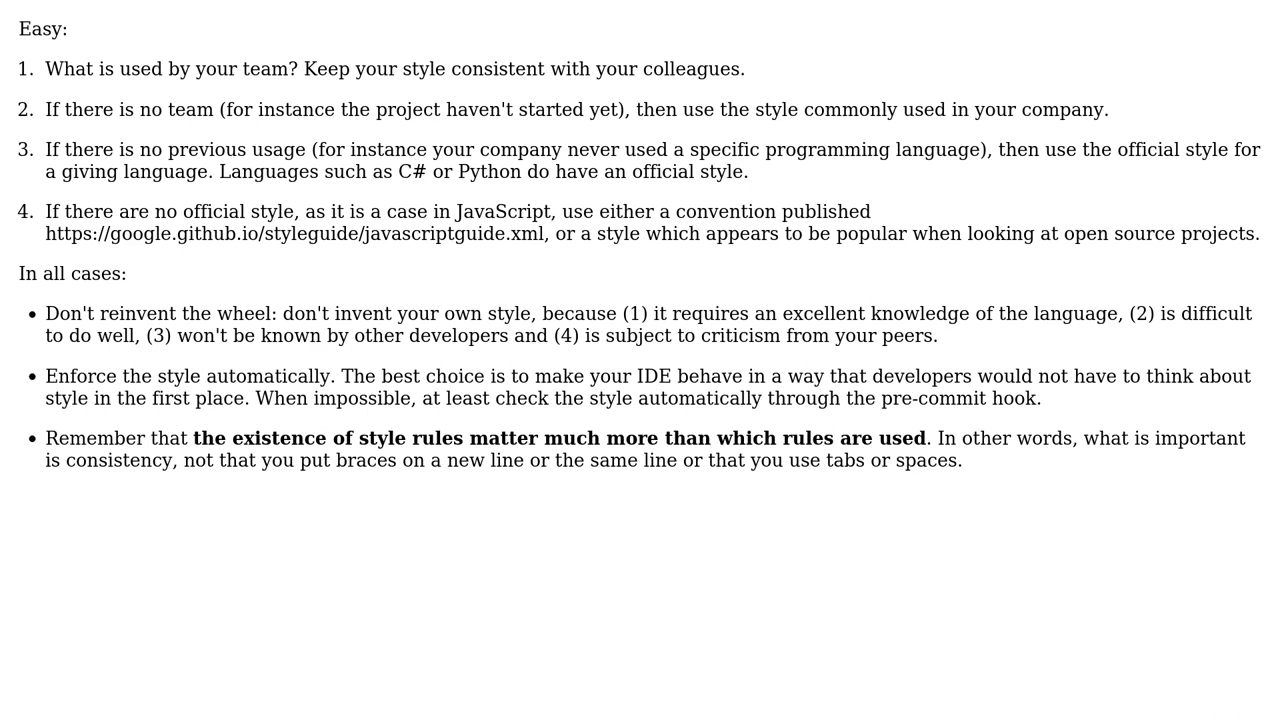 Easy:
1. What is used by your team? Keep your style consistent with your colleagues.
2. If there is no team (for instance the project haven't started yet), then use the style commonly used in your company.
3. If there is no previous usage (for instance your company never used a specific programming language), then use the official style for
a giving language. Languages such as C# or Python do have an official style.
4. If there are no official style, as it is a case in JavaScript, use either a convention published
https://google.github.io/styleguide/javascriptguide.xml, or a style which appears to be popular when looking at open source projects.
In all cases:
• Don't reinvent the wheel: don't invent your own style, because (1) it requires an excellent knowledge of the language, (2) is difficult
to do well, (3) won't be known by other developers and (4) is subject to criticism from your peers.
• Enforce the style automatically. The best choice is to make your IDE behave in a way that developers would not have to think about
style in the first place. When impossible, at least check the style automatically through the pre-commit hook.
• Remember that the existence of style rules matter much more than which rules are used. In other words, what is important
is consistency, not that you put braces on a new line or the same line or that you use tabs or spaces.